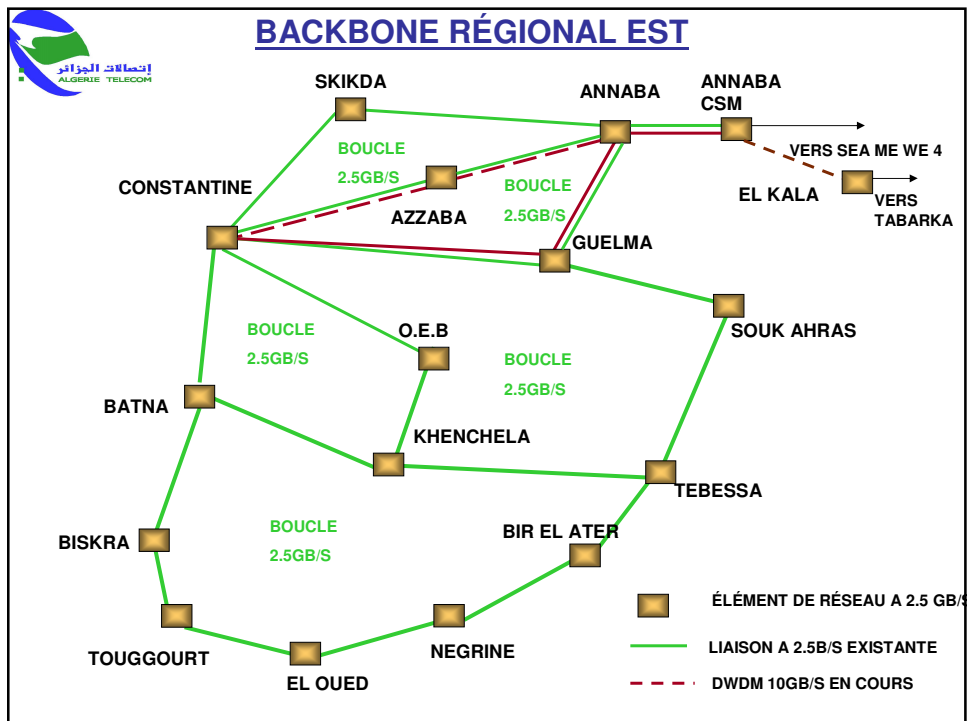 BACKBONE RÉGIONAL EST
إتصالات الجزائر
ALGERIE TELECOM
SKIKDA
ANNABA
ANNABA
CSM
BOUCLE
2.5GB/S
VERS SEA ME WE 4
CONSTANTINE
AZZABA
BOUCLE
2.5GB/S
EL KALA
VERS
TABARKA
GUELMA
BOUCLE
2.5GB/S
O.E.B
SOUK AHRAS
BOUCLE
2.5GB/S
BATNA
KHENCHELA
TEBESSA
BISKRA
BOUCLE
2.5GB/S
BIR EL ATER
TOUGGOURT
EL OUED
NEGRINE
ÉLÉMENT DE RÉSEAU A 2.5 GB/S
LIAISON A 2.5B/S EXISTANTE
DWDM 10GB/S EN COURS